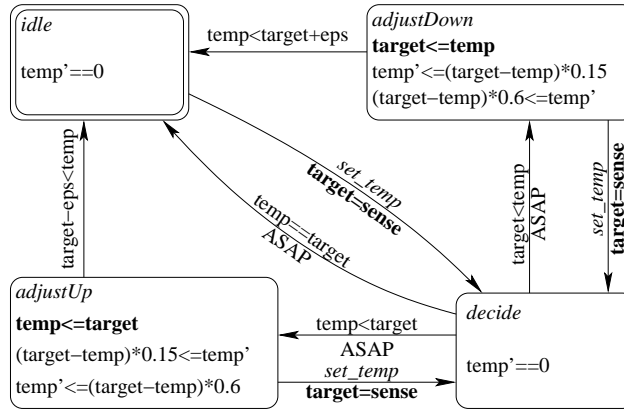 idle
temp’==0
temp<target+eps
adjustDown
target<=temp
temp’<=(target−temp)*0.15
(target−temp)*0.6<=temp’
target−eps<temp
set_temp
target=sense
temp==target
ASAP
target<temp
ASAP
set_temp
target=sense
adjustUp
temp<=target
(target−temp)*0.15<=temp’
temp’<=(target−temp)*0.6
temp<target
ASAP
set_temp
target=sense
decide
temp’==0